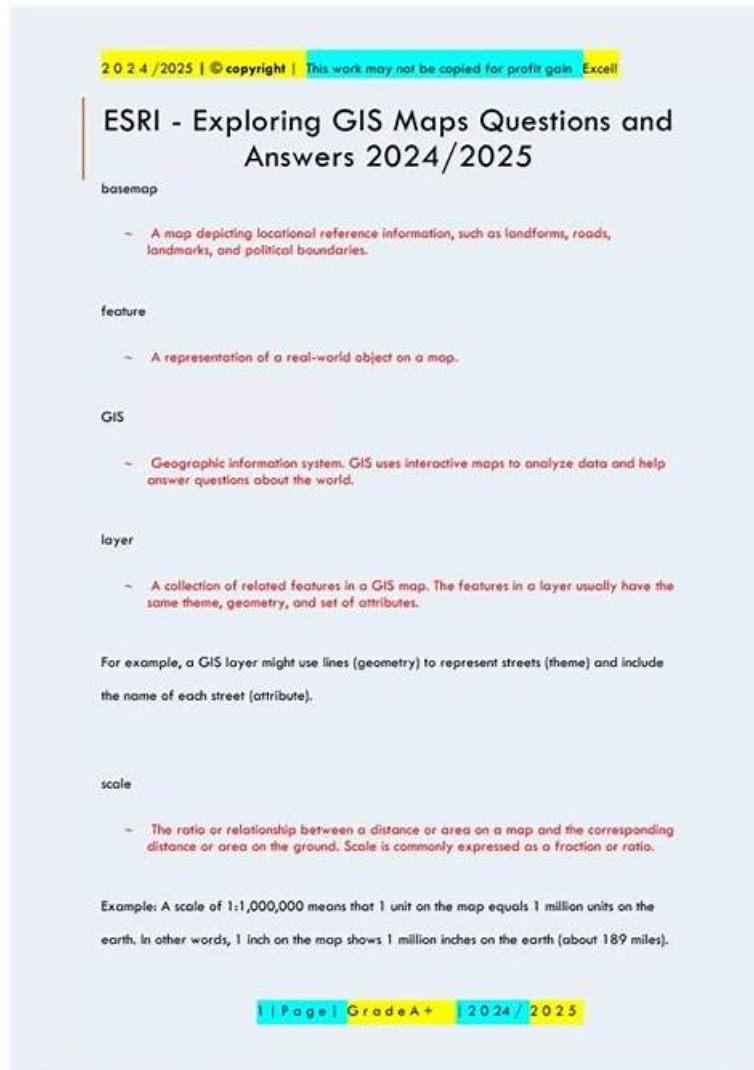 2 0 2 4 /2025 | © copyright | This work may not be copied for profit gain Excell
ESRI - Exploring GIS Maps Questions and
Answers 2024/2025
basemap
~ A map depicting locational reference information, such as landforms, roads,
landmarks, and political boundaries.
feature
~ A representation of a real-world object on a map.
GIS
~ Geographic information system. GIS uses interactive maps to analyze data and help
answer questions about the world.
layer
~ A collection of related features in a GIS map. The features in a layer usually have the
same theme, geometry, and set of attributes.
For example, a GIS layer might use lines (geometry) to represent streets (theme) and include
the name of each street (attribute).
scale
~ The ratio or relationship between a distance or area on a map and the corresponding
distance or area on the ground. Scale is commonly expressed as a fraction or ratio.
Example: A scale of 1:1,000,000 means that 1 unit on the map equals 1 million units on the
earth. In other words, 1 inch on the map shows 1 million inches on the earth (about 189 miles).
1 | P a g e | G r a d e A + | 2 0 24 / 2 0 2 5